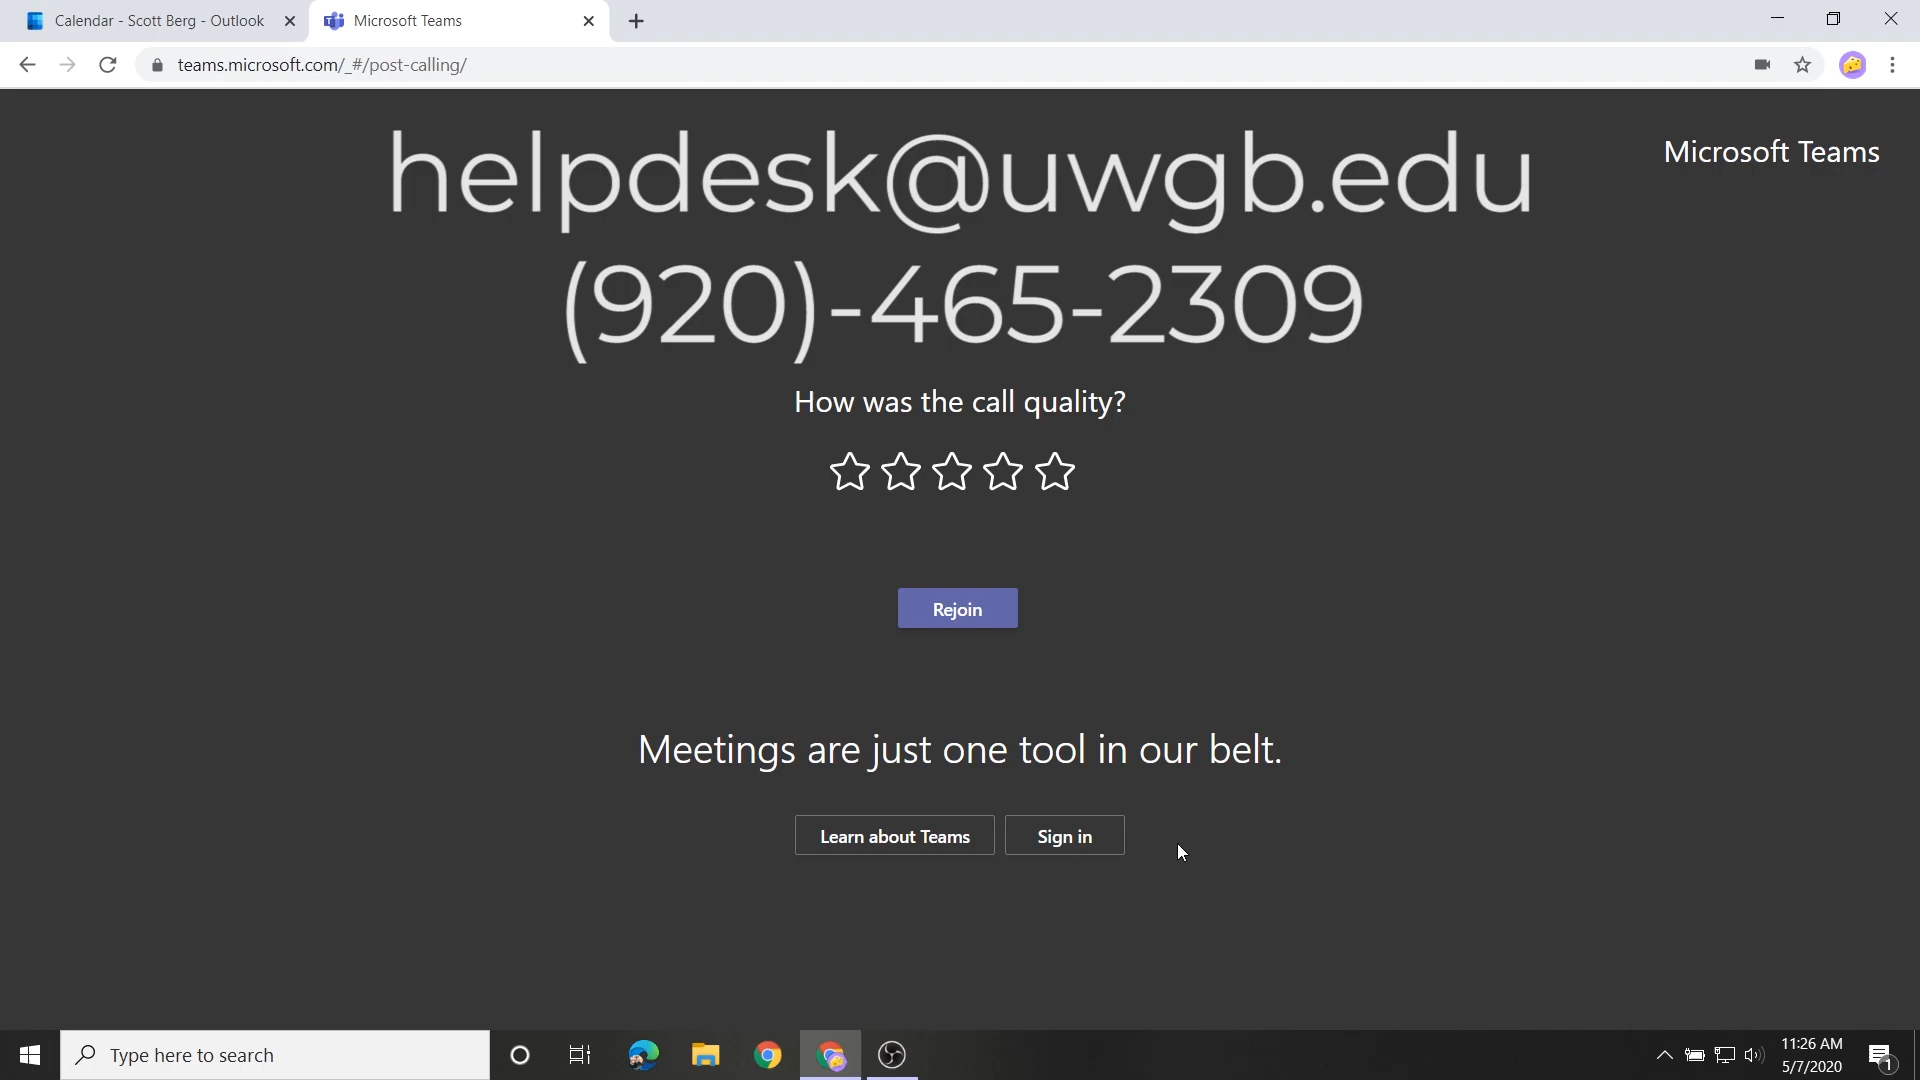 Calendar - Scott Berg - Outlook
Microsoft Teams
teams.microsoft.com/_#/post-calling/
helpdesk@uwgb.edu
Microsoft Teams
(920)-465-2309
How was the call quality?
Rejoin
Meetings are just one tool in our belt.
Learn about Teams
Sign in
Type here to search
11:26 AM
5/7/2020
1